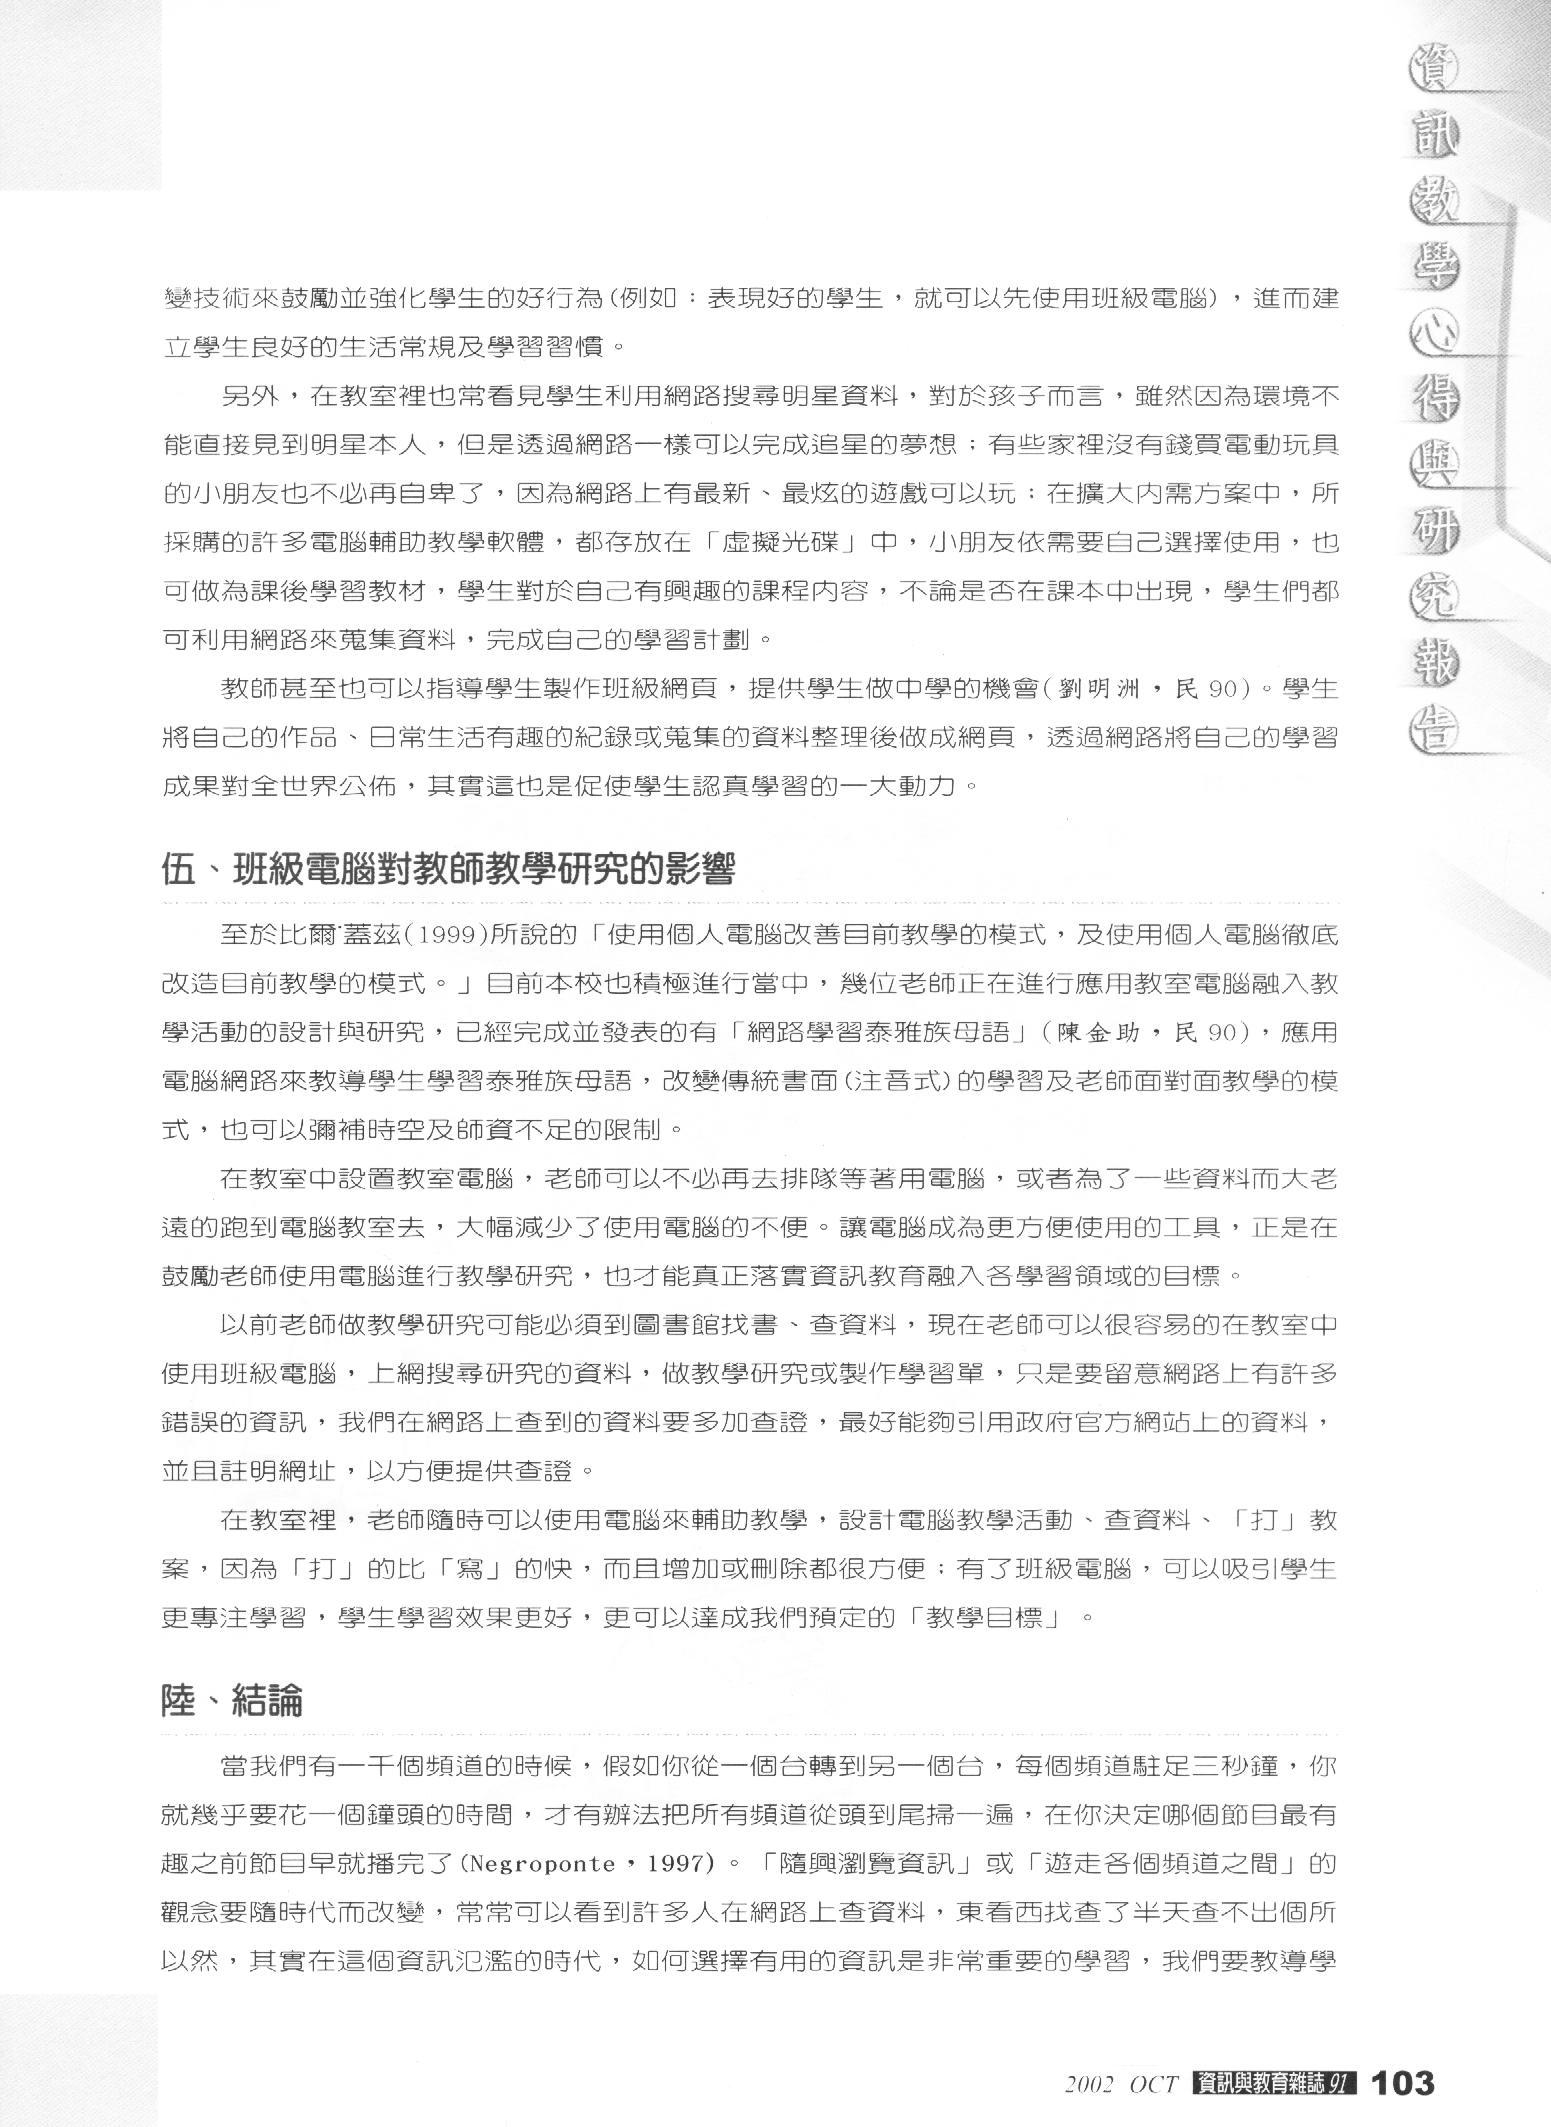 資訊教學心得與研究報告
變技術來鼓勵並強化學生的好行為(例如：表現好的學生，就可以先使用班級電腦)，進而建
立學生良好的生活常規及學習習慣。
另外，在教室裡也常看見學生利用網路搜尋明星資料，對於孩子而言，雖然因為環境不
能直接見到明星本人，但是透過網路一樣可以完成追星的夢想；有些家裡沒有錢買電動玩具
的小朋友也不必再自卑了，因為網路上有最新、最炫的遊戲可以玩；在擴大內需方案中，所
採購的許多電腦輔助教學軟體，都存放在「虛擬光碟」中，小朋友依需要自己選擇使用，也
可做為課後學習教材，學生對於自己有興趣的課程內容，不論是否在課本中出現，學生們都
可利用網路來蒐集資料，完成自己的學習計劃。
教師甚至也可以指導學生製作班級網頁，提供學生做中學的機會(劉明洲，民 90)。學生
將自己的作品、日常生活有趣的紀錄或蒐集的資料整理後做成網頁，透過網路將自己的學習
成果對全世界公佈，其實這也是促使學生認真學習的一大動力。
伍、班級電腦對教師教學研究的影響
至於比爾‧蓋茲(1999)所說的「使用個人電腦改善目前教學的模式，及使用個人電腦徹底
改造目前教學的模式。」目前本校也積極進行當中，幾位老師正在進行應用教室電腦融入教
學活動的設計與研究，已經完成並發表的有「網路學習泰雅族母語」(陳金助，民 90)，應用
電腦網路來教導學生學習泰雅族母語，改變傳統書面(注音式)的學習及老師面對面教學的模
式，也可以彌補時空及師資不足的限制。
在教室中設置教室電腦，老師可以不必再去排隊等著用電腦，或者為了一些資料而大老
遠的跑到電腦教室去，大幅減少了使用電腦的不便。讓電腦成為更方便使用的工具，正是在
鼓勵老師使用電腦進行教學研究，也才能真正落實資訊教育融入各學習領域的目標。
以前老師做教學研究可能必須到圖書館找書、查資料，現在老師可以很容易的在教室中
使用班級電腦，上網搜尋研究的資料，做教學研究或製作學習單，只是要留意網路上有許多
錯誤的資訊，我們在網路上查到的資料要多加查證，最好能夠引用政府官方網站上的資料，
並且註明網址，以方便提供查證。
在教室裡，老師隨時可以使用電腦來輔助教學，設計電腦教學活動、查資料、「打」教
案，因為「打」的比「寫」的快，而且增加或刪除都很方便；有了班級電腦，可以吸引學生
更專注學習，學生學習效果更好，更可以達成我們預定的「教學目標」。
陸、結論
當我們有一千個頻道的時候，假如你從一個台轉到另一個台，每個頻道駐足三秒鐘，你
就幾乎要花一個鐘頭的時間，才有辦法把所有頻道從頭到尾掃一遍，在你決定哪個節目最有
趣之前節目早就播完了(Negroponte，1997)。「隨興瀏覽資訊」或「遊走各個頻道之間」的
觀念要隨時代而改變，常常可以看到許多人在網路上查資料，東看西找查了半天查不出個所
以然，其實在這個資訊氾濫的時代，如何選擇有用的資訊是非常重要的學習，我們要教導學
2002 OCT 資訊與教育雜誌 91 103